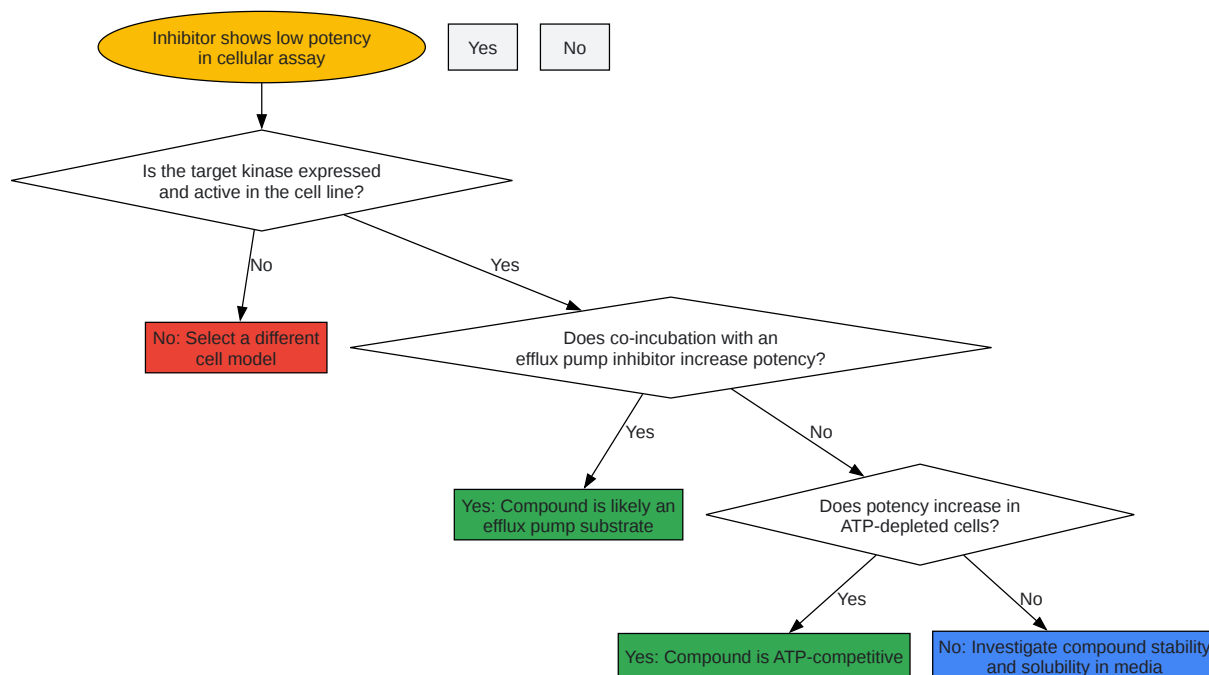 Inhibitor shows low potency
in cellular assay
Yes
No
Is the target kinase expressed
and active in the cell line?
No
Yes
No: Select a different
cell model
Does co-incubation with an
efflux pump inhibitor increase potency?
Yes
No
Yes: Compound is likely an
efflux pump substrate
Does potency increase in
ATP-depleted cells?
Yes
No
Yes: Compound is ATP-competitive
No: Investigate compound stability
and solubility in media